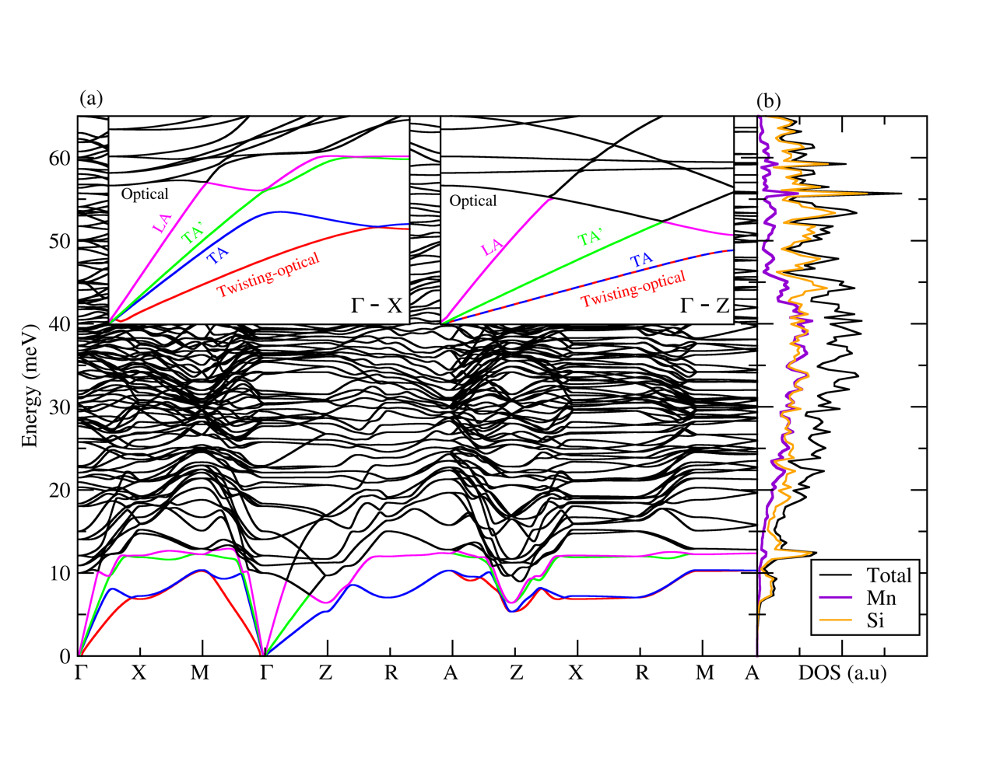 (a)
(b)
60
50
40
30
20
10
0
Energy (meV)
Optical
LA
TA'
TA
Twisting-optical
Γ - X
Optical
LA
TA'
TA
Twisting-optical
Γ - Z
Total
Mn
Si
Γ X M Γ Z R A Z X R M A
DOS (a.u)